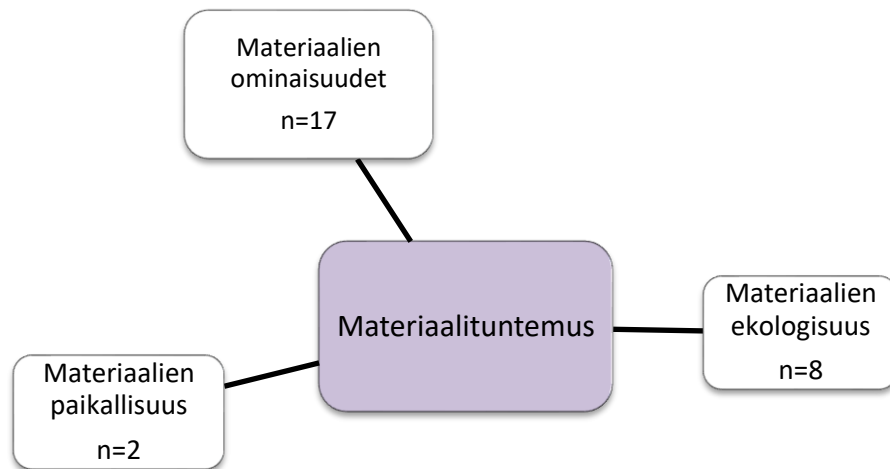 Materiaalien
ominaisuudet
n=17
Materiaalituntemus
Materiaalien
ekologisuus
n=8
Materiaalien
paikallisuus
n=2